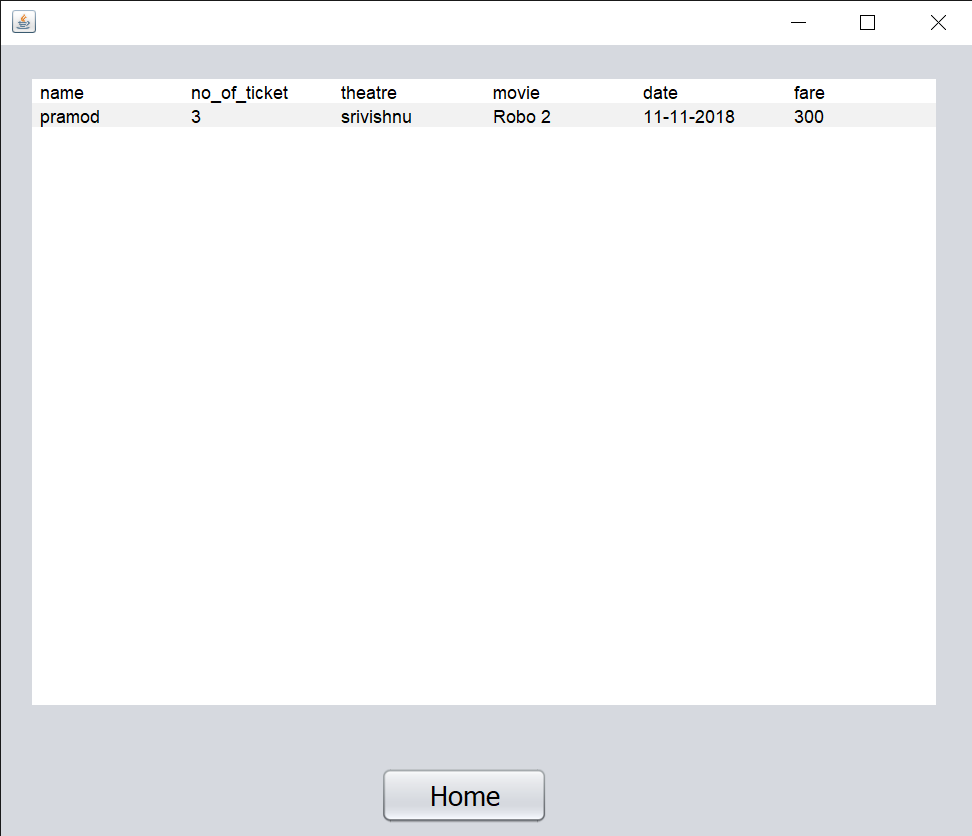 name no_of_ticket theatre movie date fare
pramod 3 srivishnu Robo 2 11-11-2018 300
Home